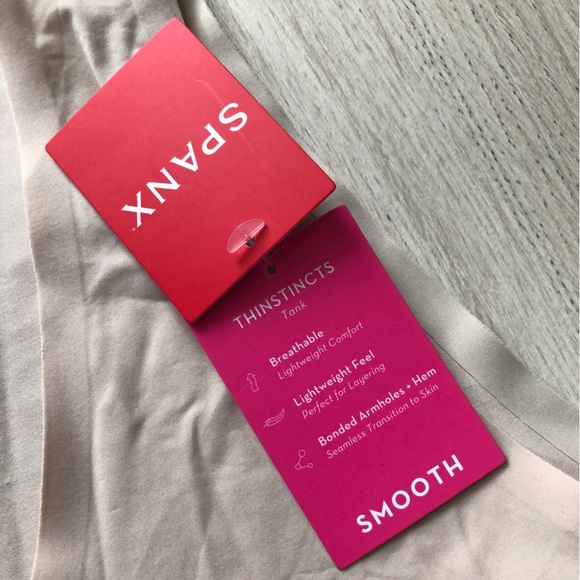 SPANX
THINSTINCTS
Tank
Breathable
Lightweight Comfort
Lightweight Feel
Perfect for Layering
Bonded Armholes + Hem
Seamless Transition to Skin
SMOOTH